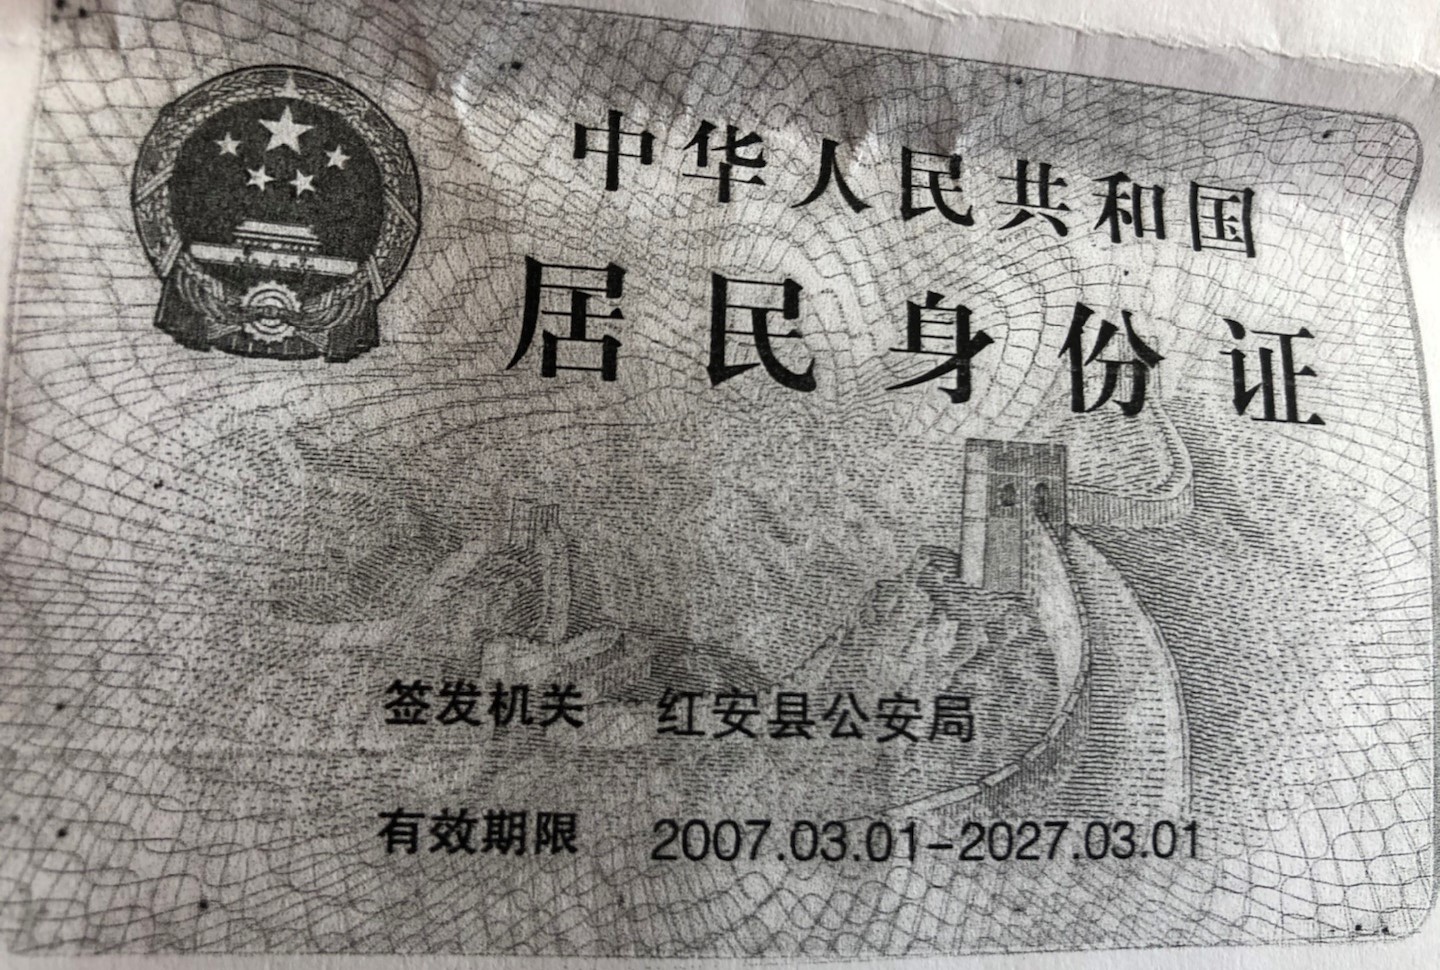 中华人民共和国
居民身份证
签发机关 红安县公安局
有效期限 2007.03.01-2027.03.01